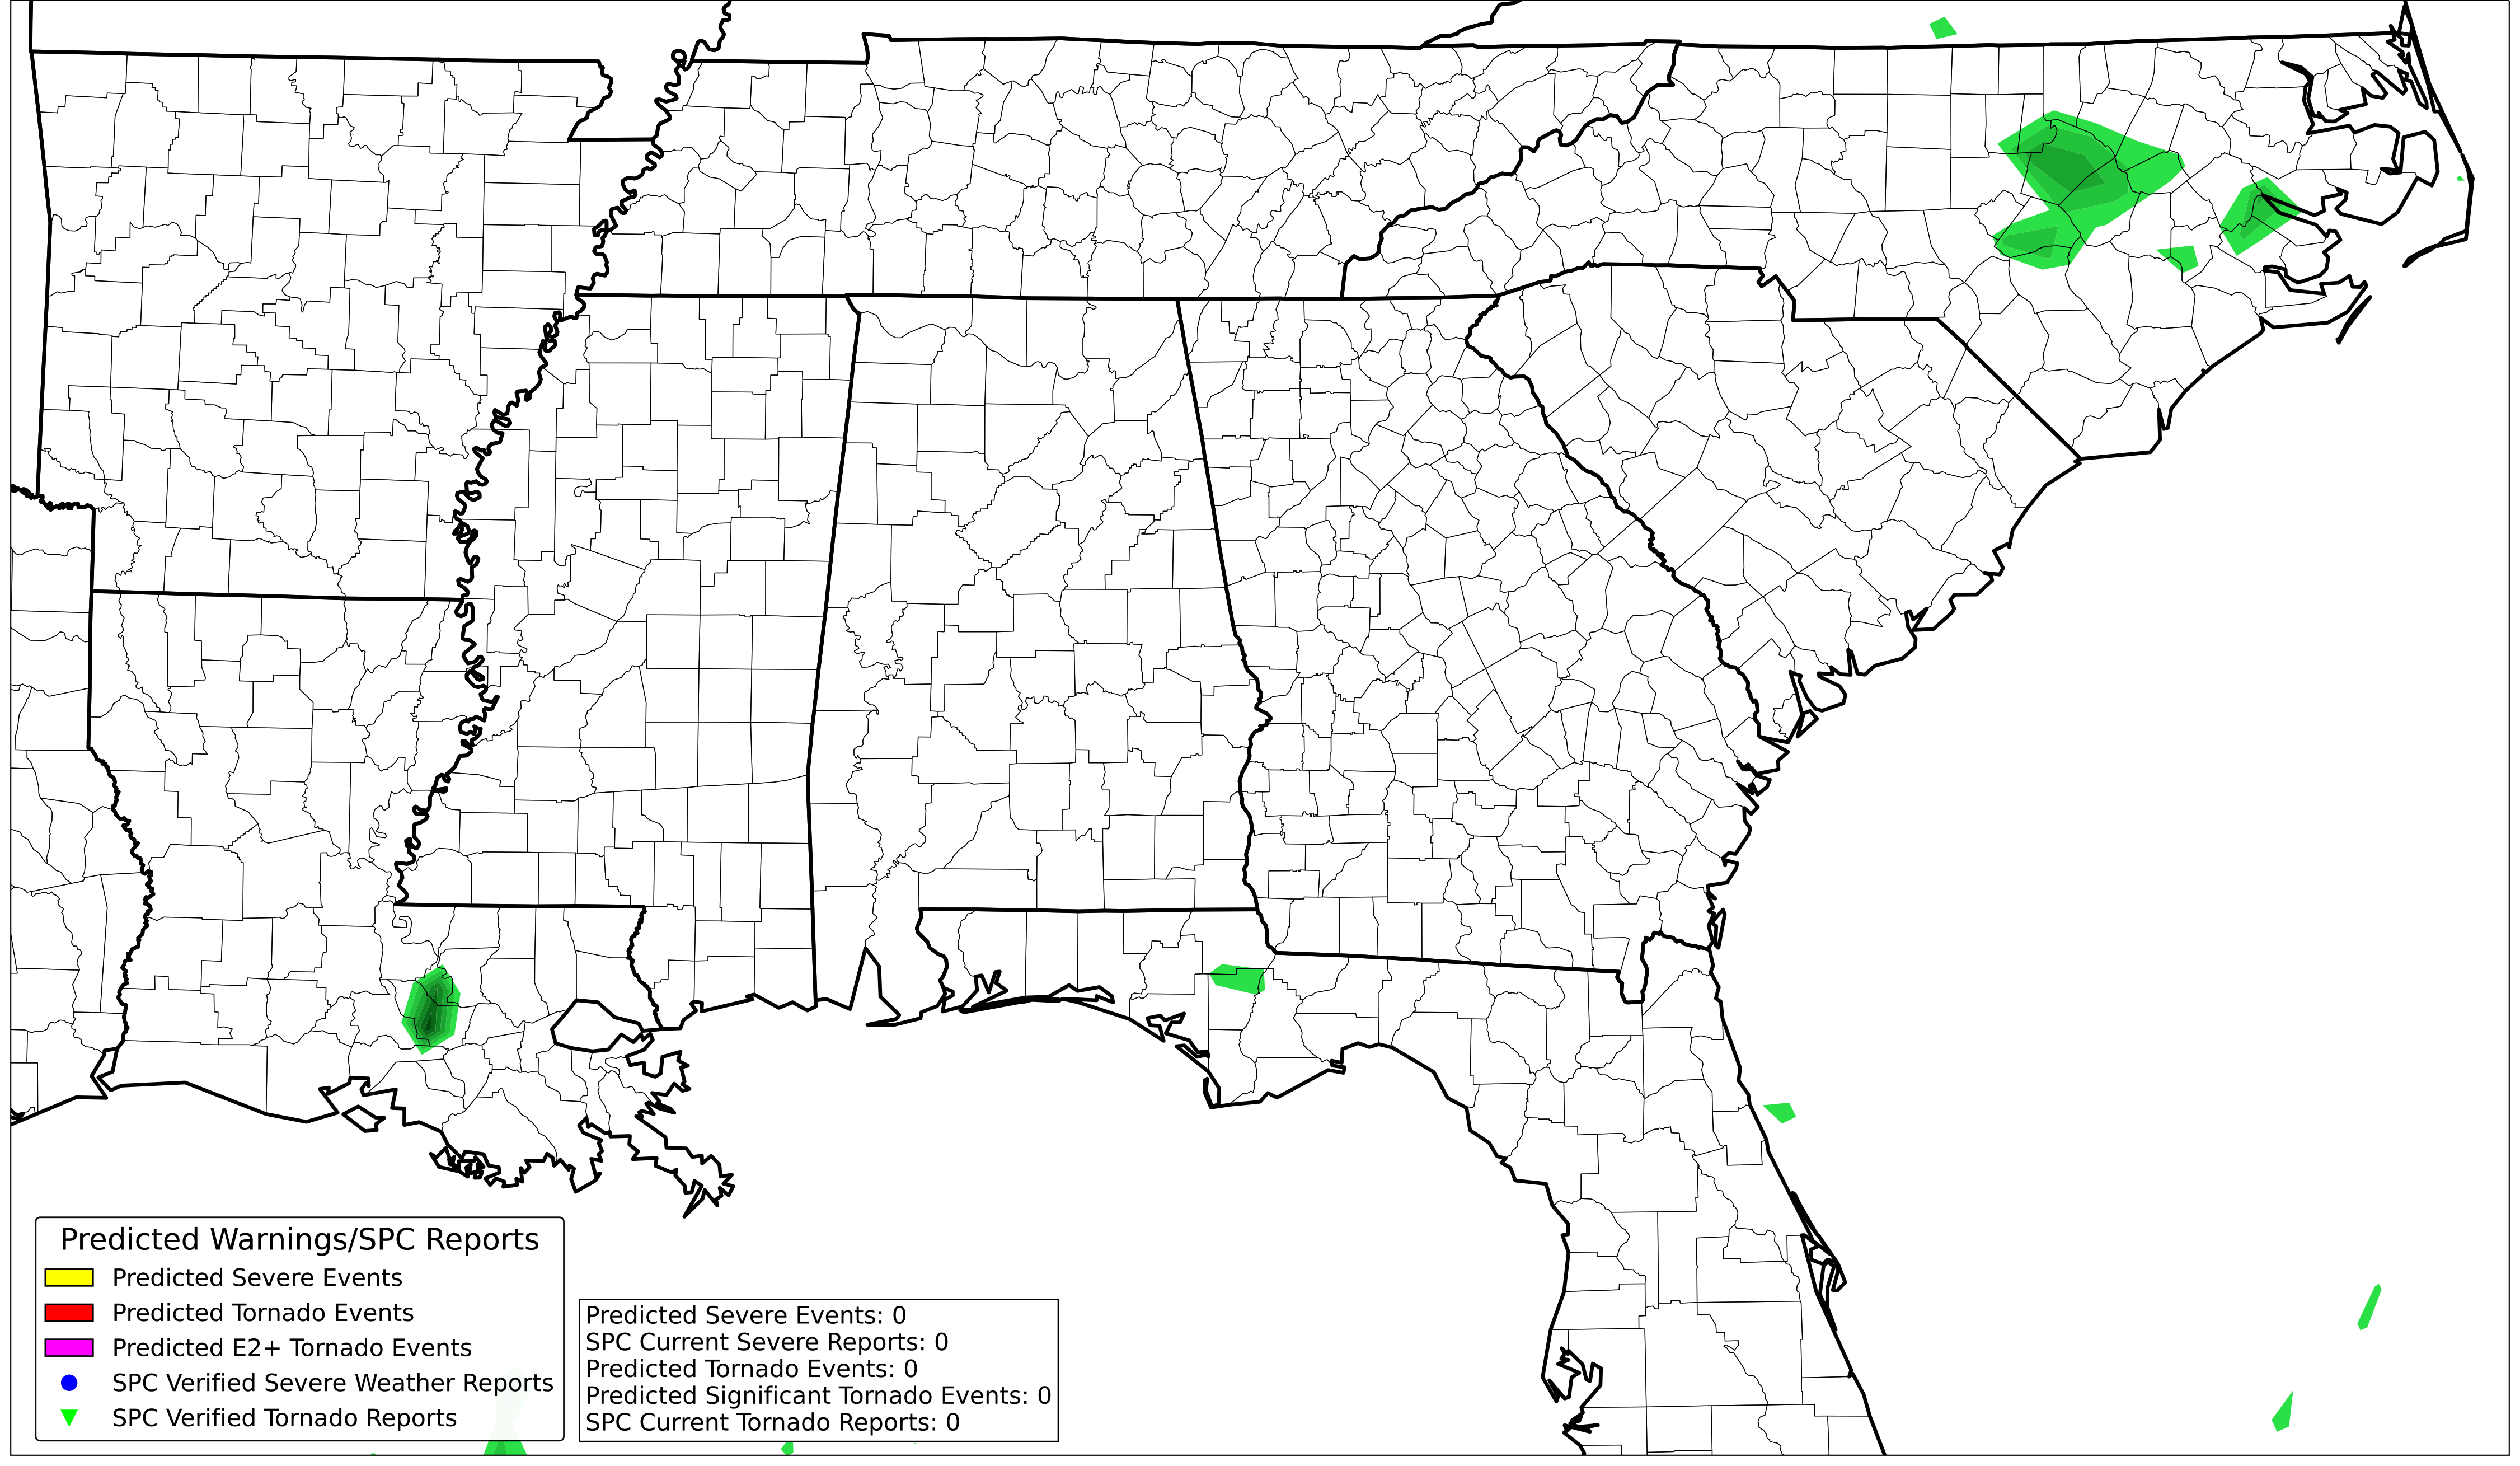 Predicted Warnings/SPC Reports
Predicted Severe Events
Predicted Tornado Events
Predicted E2+ Tornado Events
SPC Verified Severe Weather Reports
SPC Verified Tornado Reports
Predicted Severe Events: 0
SPC Current Severe Reports: 0
Predicted Tornado Events: 0
Predicted Significant Tornado Events: 0
SPC Current Tornado Reports: 0